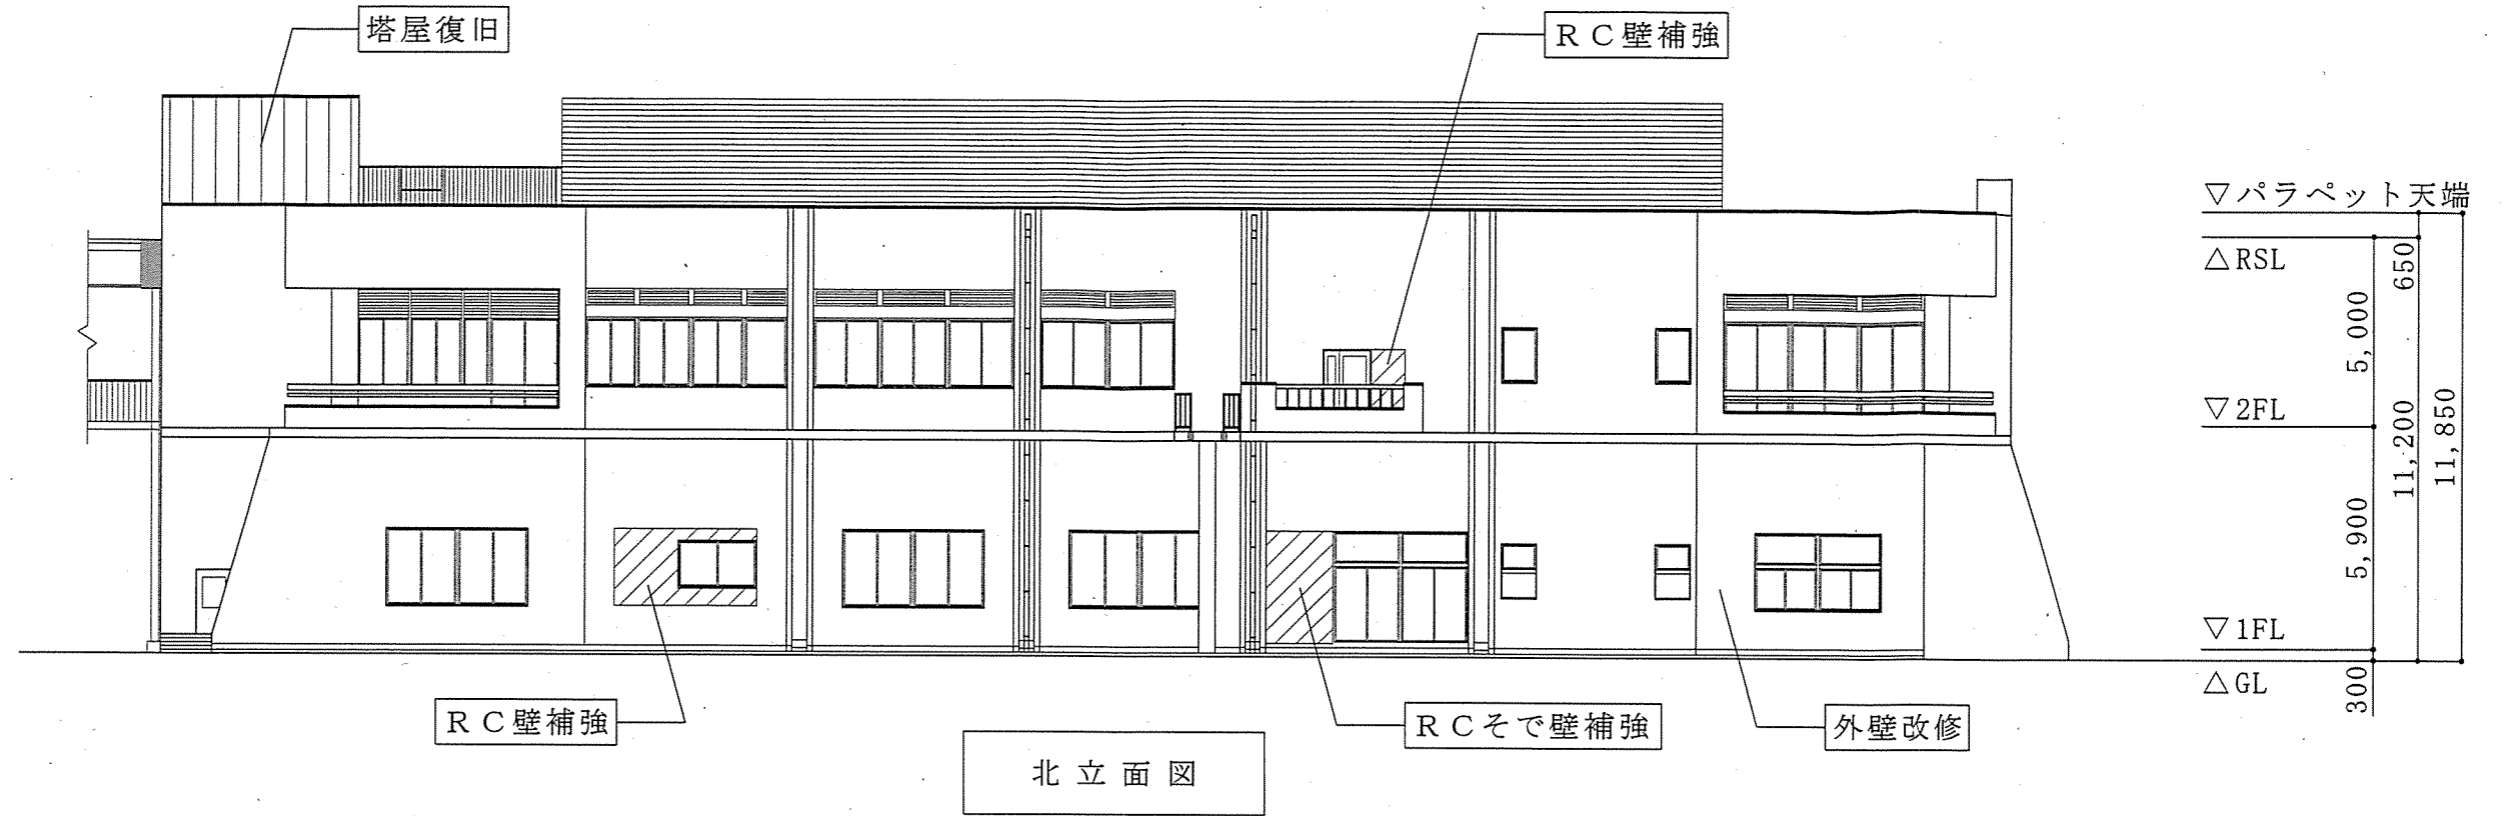 塔屋復旧
ＲＣ壁補強
▽パラペット天端
△RSL
650
5,000
▽2FL
11,200
11,850
5,900
▽1FL
△GL
300
ＲＣ壁補強
ＲＣそで壁補強
外壁改修
北立面図